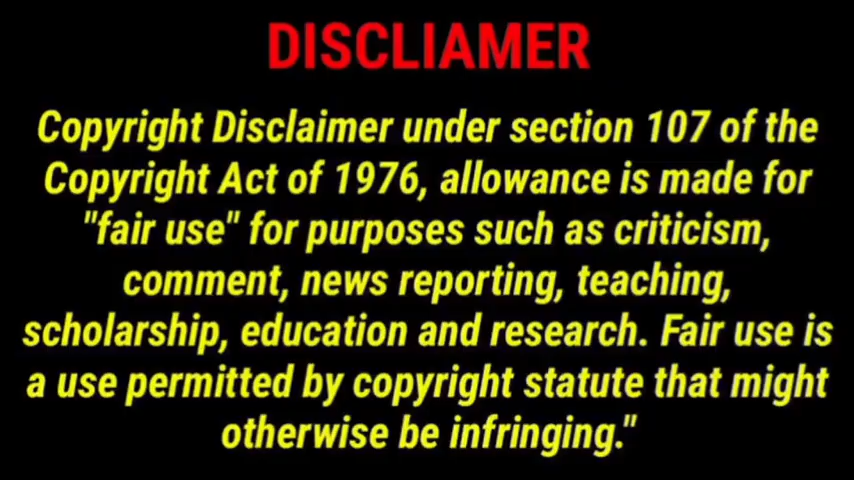 DISCLIAMER
Copyright Disclaimer under section 107 of the
Copyright Act of 1976, allowance is made for
"fair use" for purposes such as criticism,
comment, news reporting, teaching,
scholarship, education and research. Fair use is
a use permitted by copyright statute that might
otherwise be infringing."